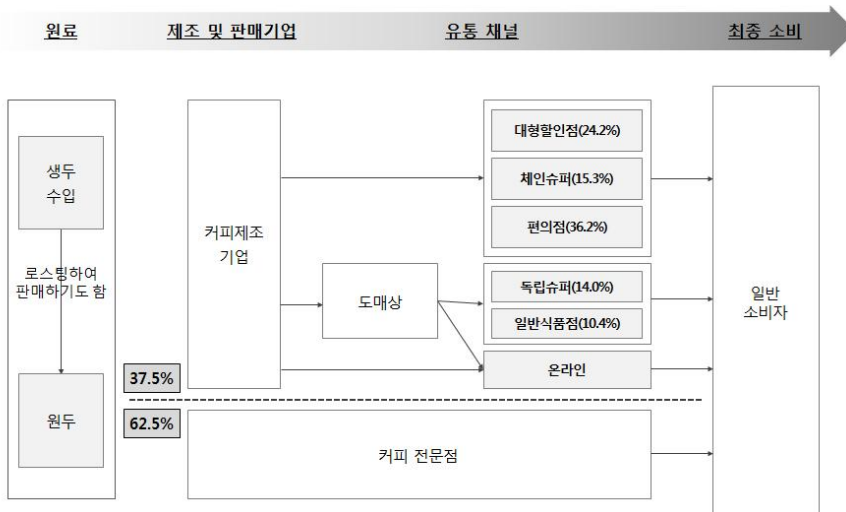 원료
제조 및 판매기업
유통 채널
최종 소비
생두
수입
로스팅하여
판매하기도 함
원두
37.5%
62.5%
커피제조
기업
도매상
대형할인점(24.2%)
체인슈퍼(15.3%)
편의점(36.2%)
독립슈퍼(14.0%)
일반식품점(10.4%)
온라인
커피 전문점
일반
소비자